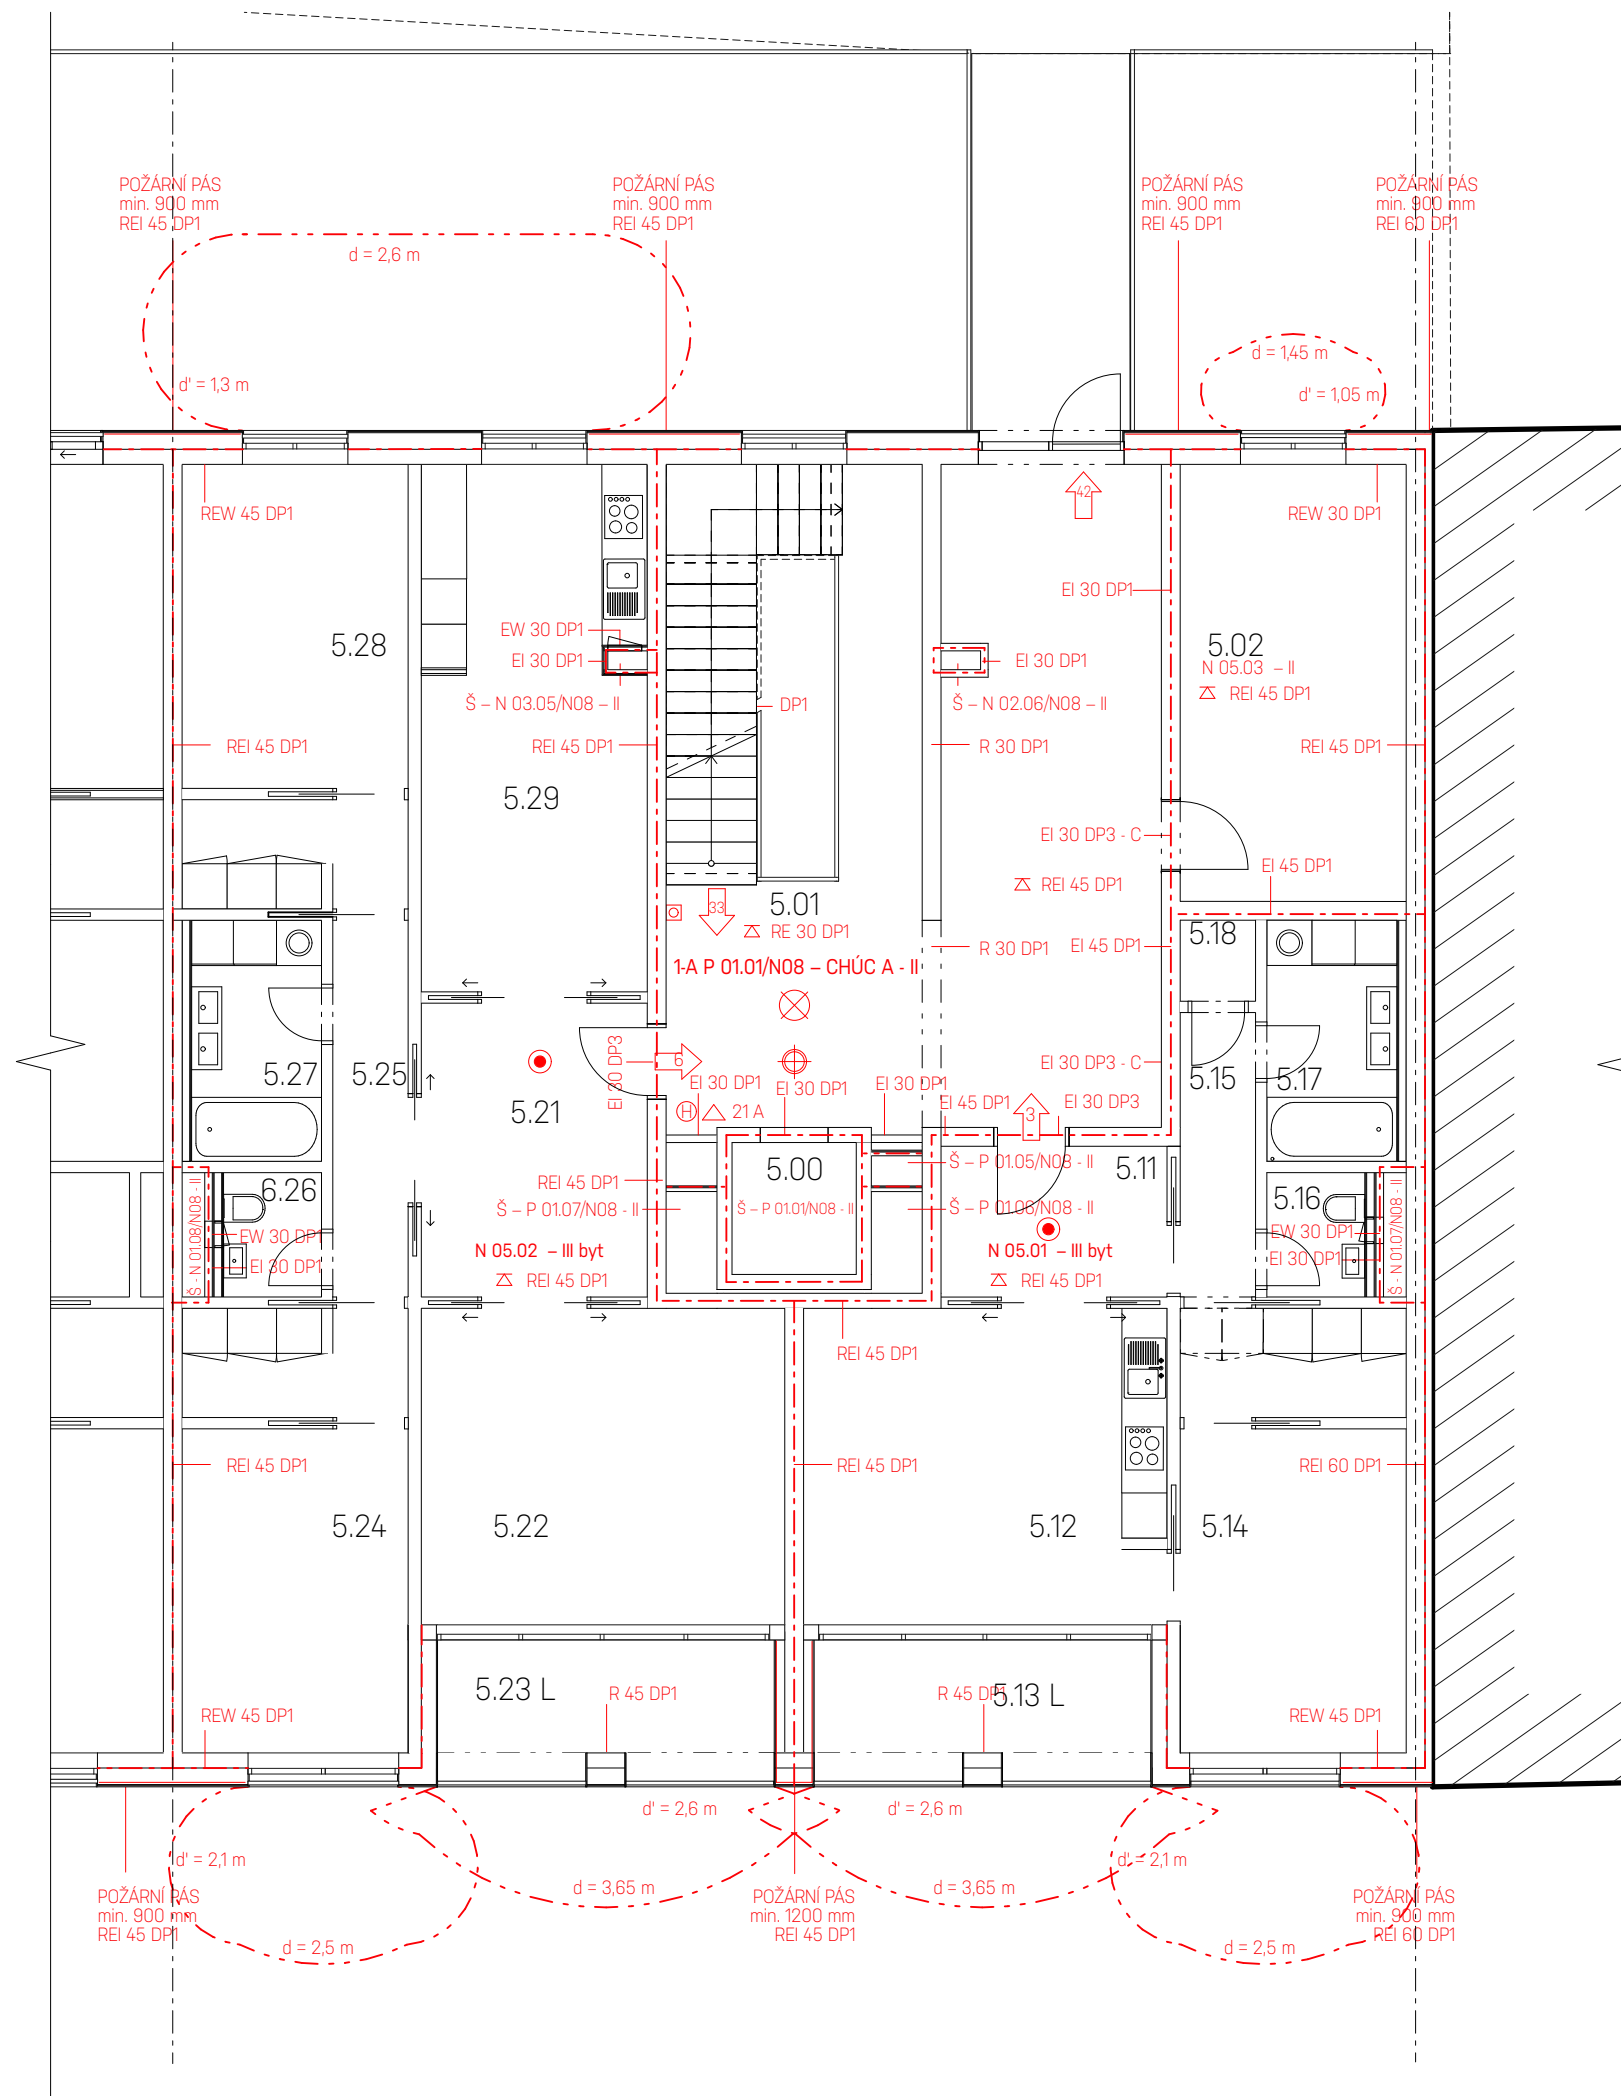 POŽÁRNÍ PÁS
min. 900 mm
REI 45 DP1
POŽÁRNÍ PÁS
min. 900 mm
REI 45 DP1
POŽÁRNÍ PÁS
min. 900 mm
REI 45 DP1
POŽÁRNÍ PÁS
min. 900 mm
REI 60 DP1
d = 2,6 m
d' = 1,3 m
d = 1,45 m
d' = 1,05 m
42
REW 45 DP1
REW 30 DP1
EI 30 DP1
5.28
EW 30 DP1
EI 30 DP1
Š – N 03.05/N08 – II
REI 45 DP1
REI 45 DP1
5.29
DP1
EI 30 DP1
Š – N 02.06/N08 – II
R 30 DP1
5.02
N 05.03 – II
REI 45 DP1
REI 45 DP1
EI 30 DP3 - C
EI 45 DP1
REI 45 DP1
33
5.01
RE 30 DP1
1-A P 01.01/N08 – CHÚC A - II
R 30 DP1
EI 45 DP1
5.18
5.27
5.25
5.21
EI 30 DP3
6
EI 30 DP1
EI 30 DP1
EI 30 DP1
H
21 A
EI 30 DP3 - C
EI 45 DP1
3
EI 30 DP3
5.15
5.17
5.00
Š – P 01.01/N08 - II
Š – P 01.05/N08 - II
Š – P 01.06/N08 - II
5.11
6.26
Š - N 01.08/N08 - II
EW 30 DP1
EI 30 DP1
REI 45 DP1
Š – P 01.07/N08 - II
N 05.02 – III byt
REI 45 DP1
N 05.01 – III byt
REI 45 DP1
5.16
EW 30 DP1
EI 30 DP1
Š - N 01.07/N08 - II
REI 45 DP1
REI 45 DP1
REI 45 DP1
REI 60 DP1
5.24
5.22
5.12
5.14
5.23 L
R 45 DP1
R 45 DP1
5.13 L
REW 45 DP1
REW 45 DP1
d' = 2,6 m
d' = 2,6 m
d' = 2,1 m
d' = 2,1 m
d = 3,65 m
d = 3,65 m
POŽÁRNÍ PÁS
min. 900 mm
REI 45 DP1
POŽÁRNÍ PÁS
min. 1200 mm
REI 45 DP1
POŽÁRNÍ PÁS
min. 900 mm
REI 60 DP1
d = 2,5 m
d = 2,5 m